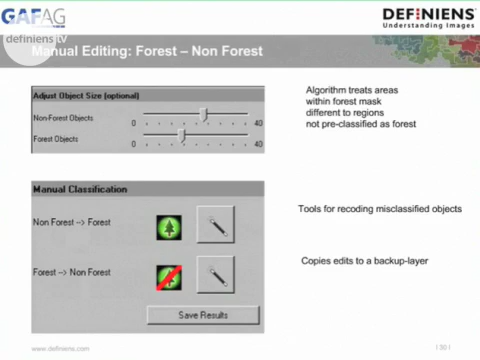 GAFAG
DEFINIENS
Understanding Images
definiens tv
Manual Editing: Forest – Non Forest
Adjust Object Size (optional)
Non-Forest Objects
0
40
Forest Objects
0
40
Algorithm treats areas
within forest mask
different to regions
not pre-classified as forest
Manual Classification
Non Forest --> Forest
Tools for recoding misclassified objects
Forest --> Non Forest
Copies edits to a backup-layer
Save Results
www.definiens.com